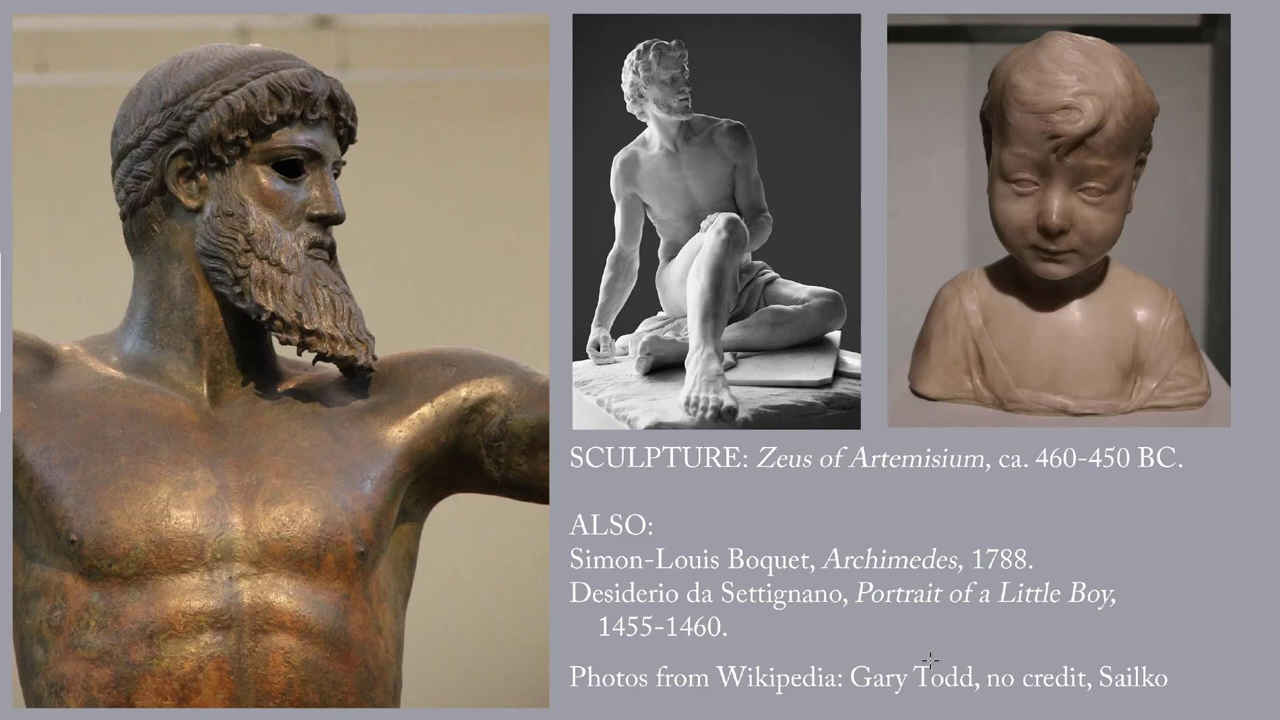 SCULPTURE: Zeus of Artemisium, ca. 460-450 BC.
ALSO:
Simon-Louis Boquet, Archimedes, 1788.
Desiderio da Settignano, Portrait of a Little Boy,
1455-1460.
Photos from Wikipedia: Gary Todd, no credit, Sailko